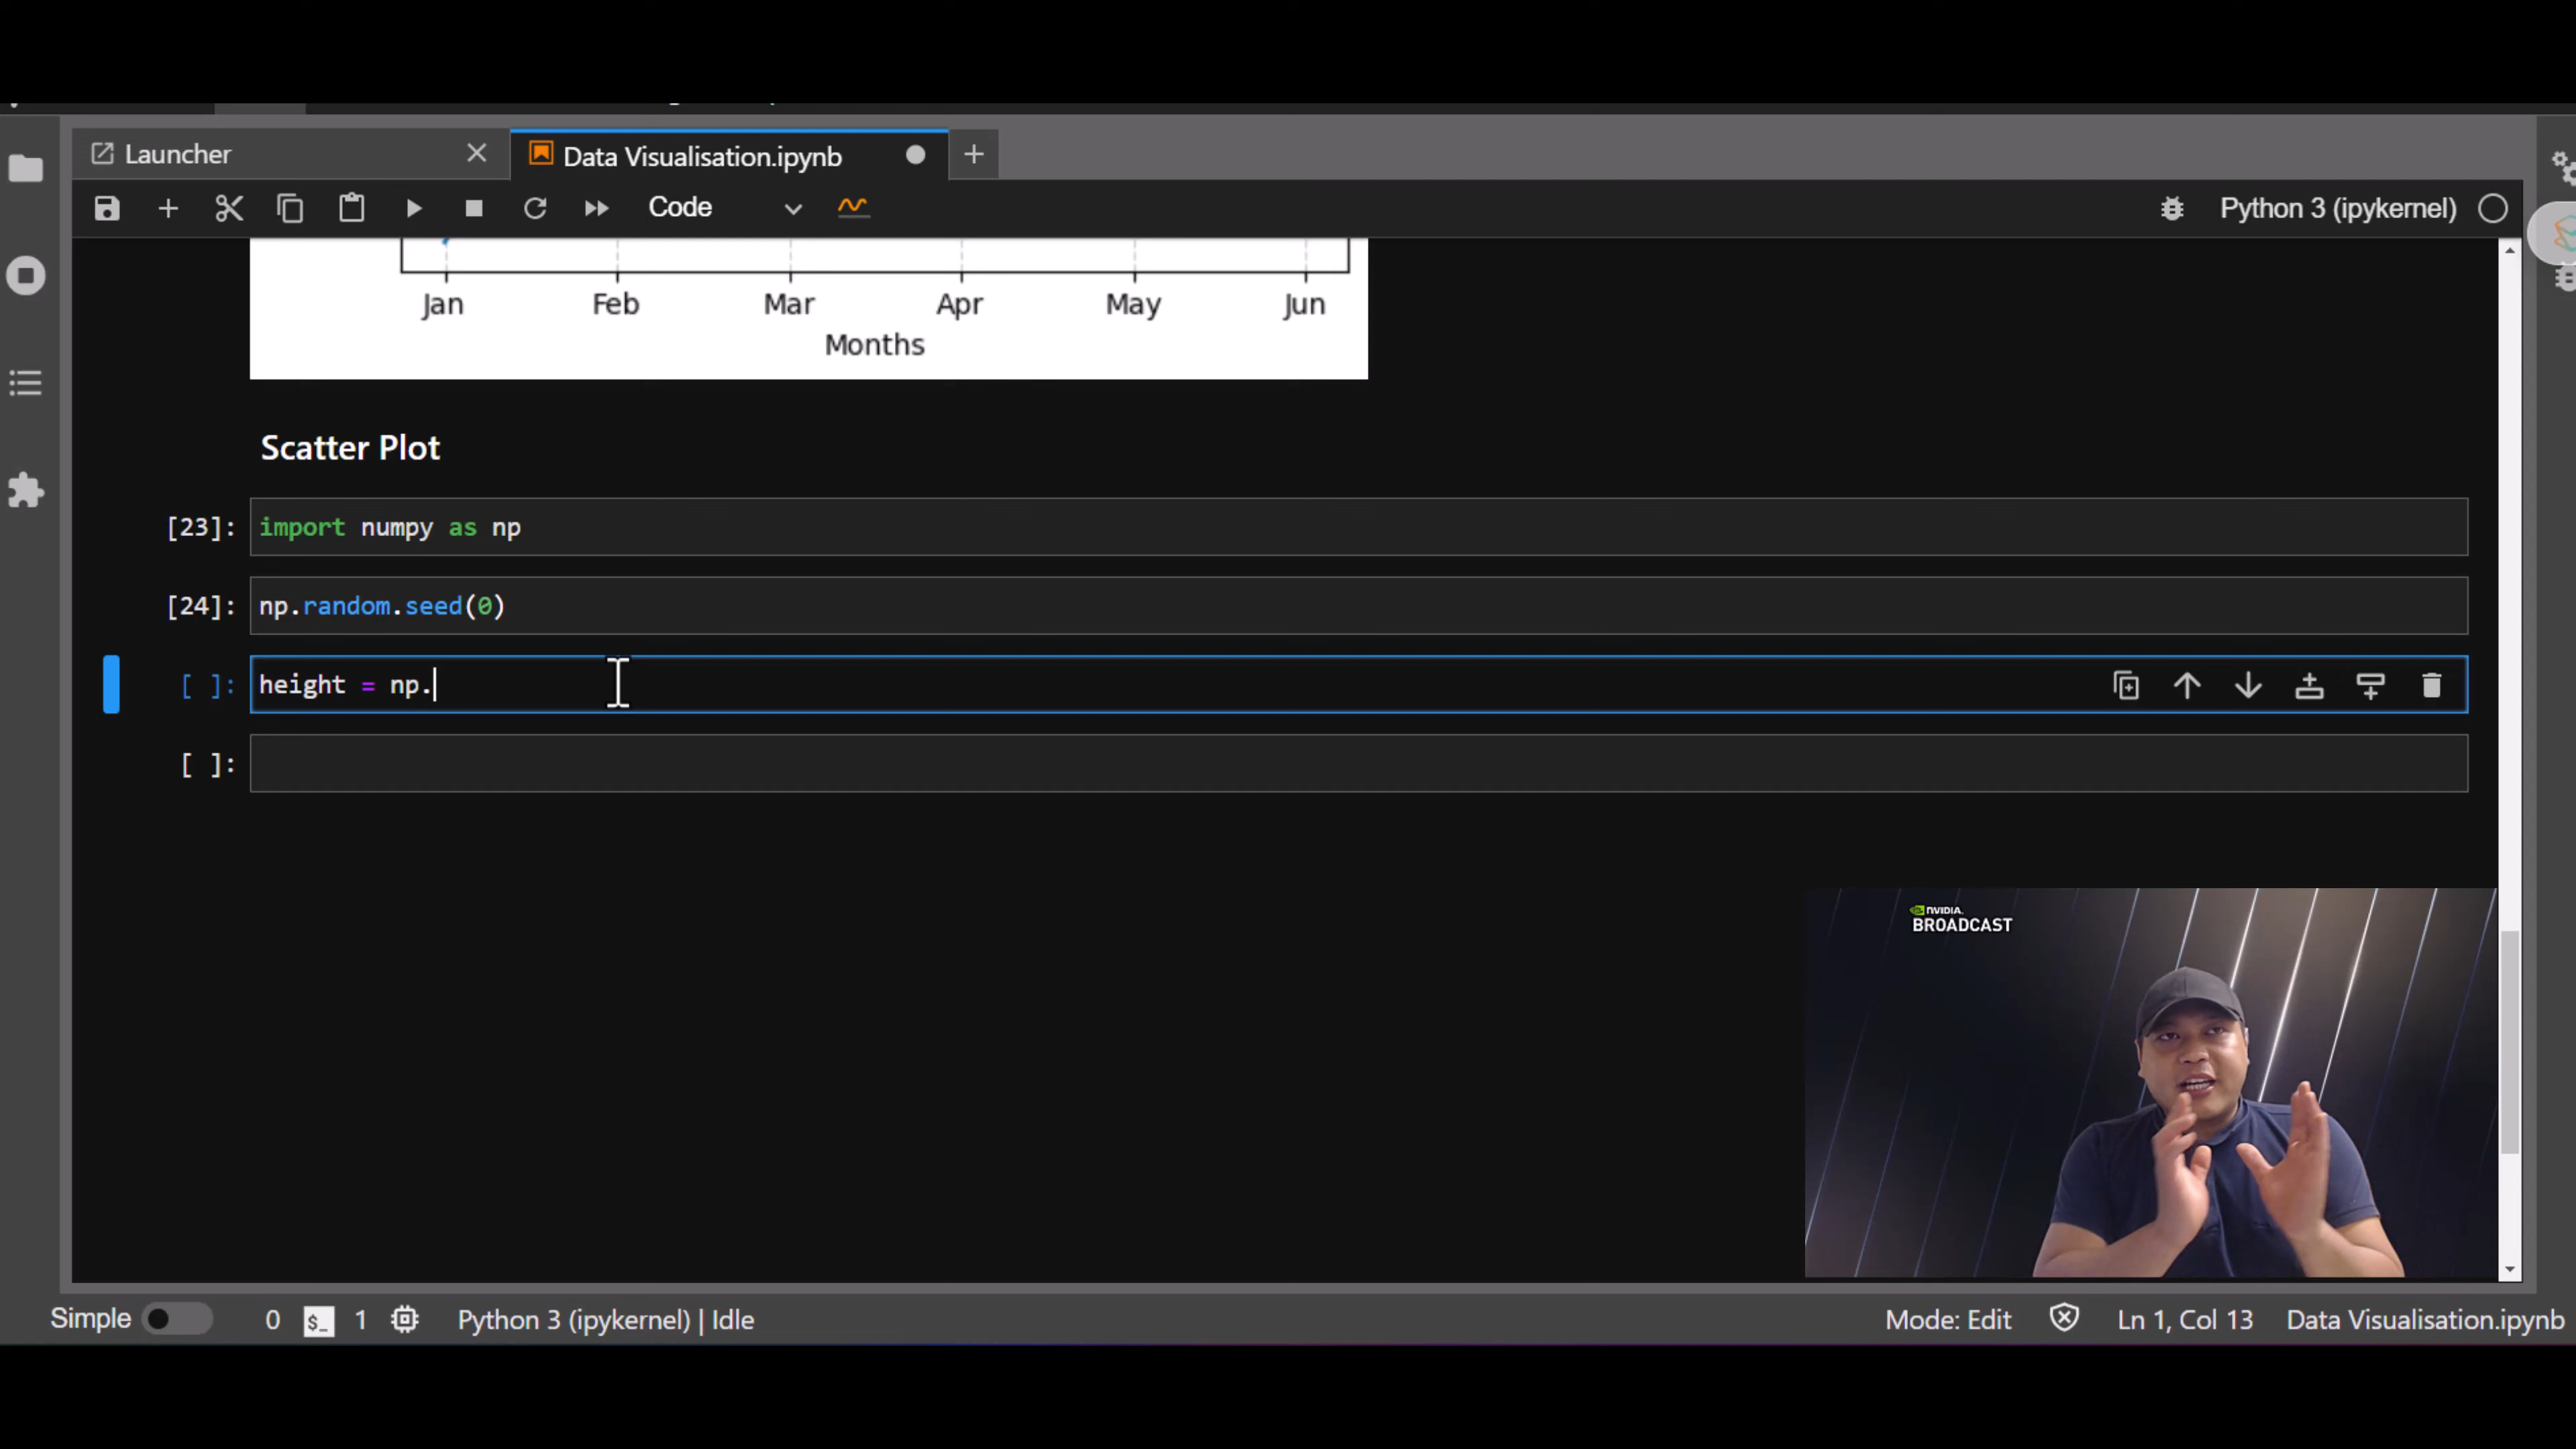 Launcher
Data Visualisation.ipynb
Code
Python 3 (ipykernel)
Jan Feb Mar Apr May Jun
Months
Scatter Plot
[23]: import numpy as np
[24]: np.random.seed(0)
[ ]: height = np.
[ ]:
NVIDIA.
BROADCAST
Simple 0 $_ 1 Python 3 (ipykernel) | Idle Mode: Edit Ln 1, Col 13 Data Visualisation.ipynb